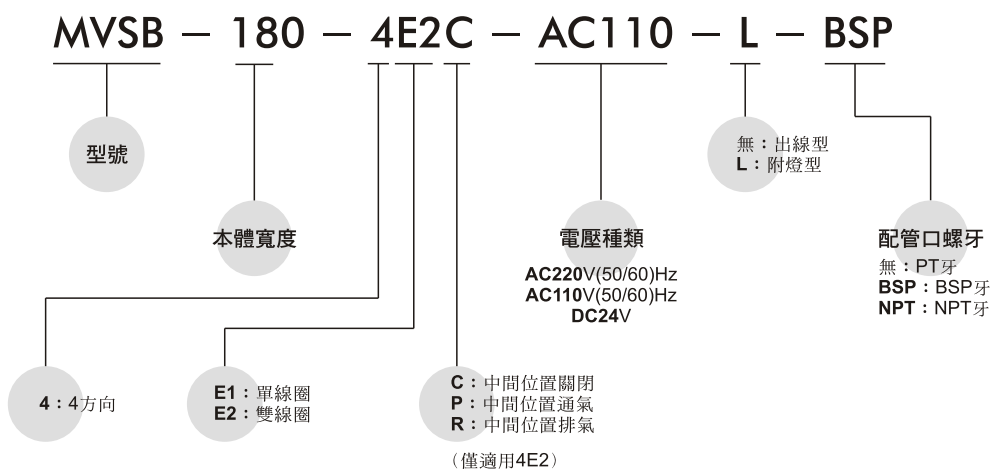 MVSB － 180 － 4E2C － AC110 － L － BSP
型號
無：出線型
L：附燈型
本體寬度
電壓種類
AC220V(50/60)Hz
AC110V(50/60)Hz
DC24V
配管口螺牙
無：PT牙
BSP：BSP牙
NPT：NPT牙
4：4方向
E1：單線圈
E2：雙線圈
C：中間位置關閉
P：中間位置通氣
R：中間位置排氣
（僅適用4E2）